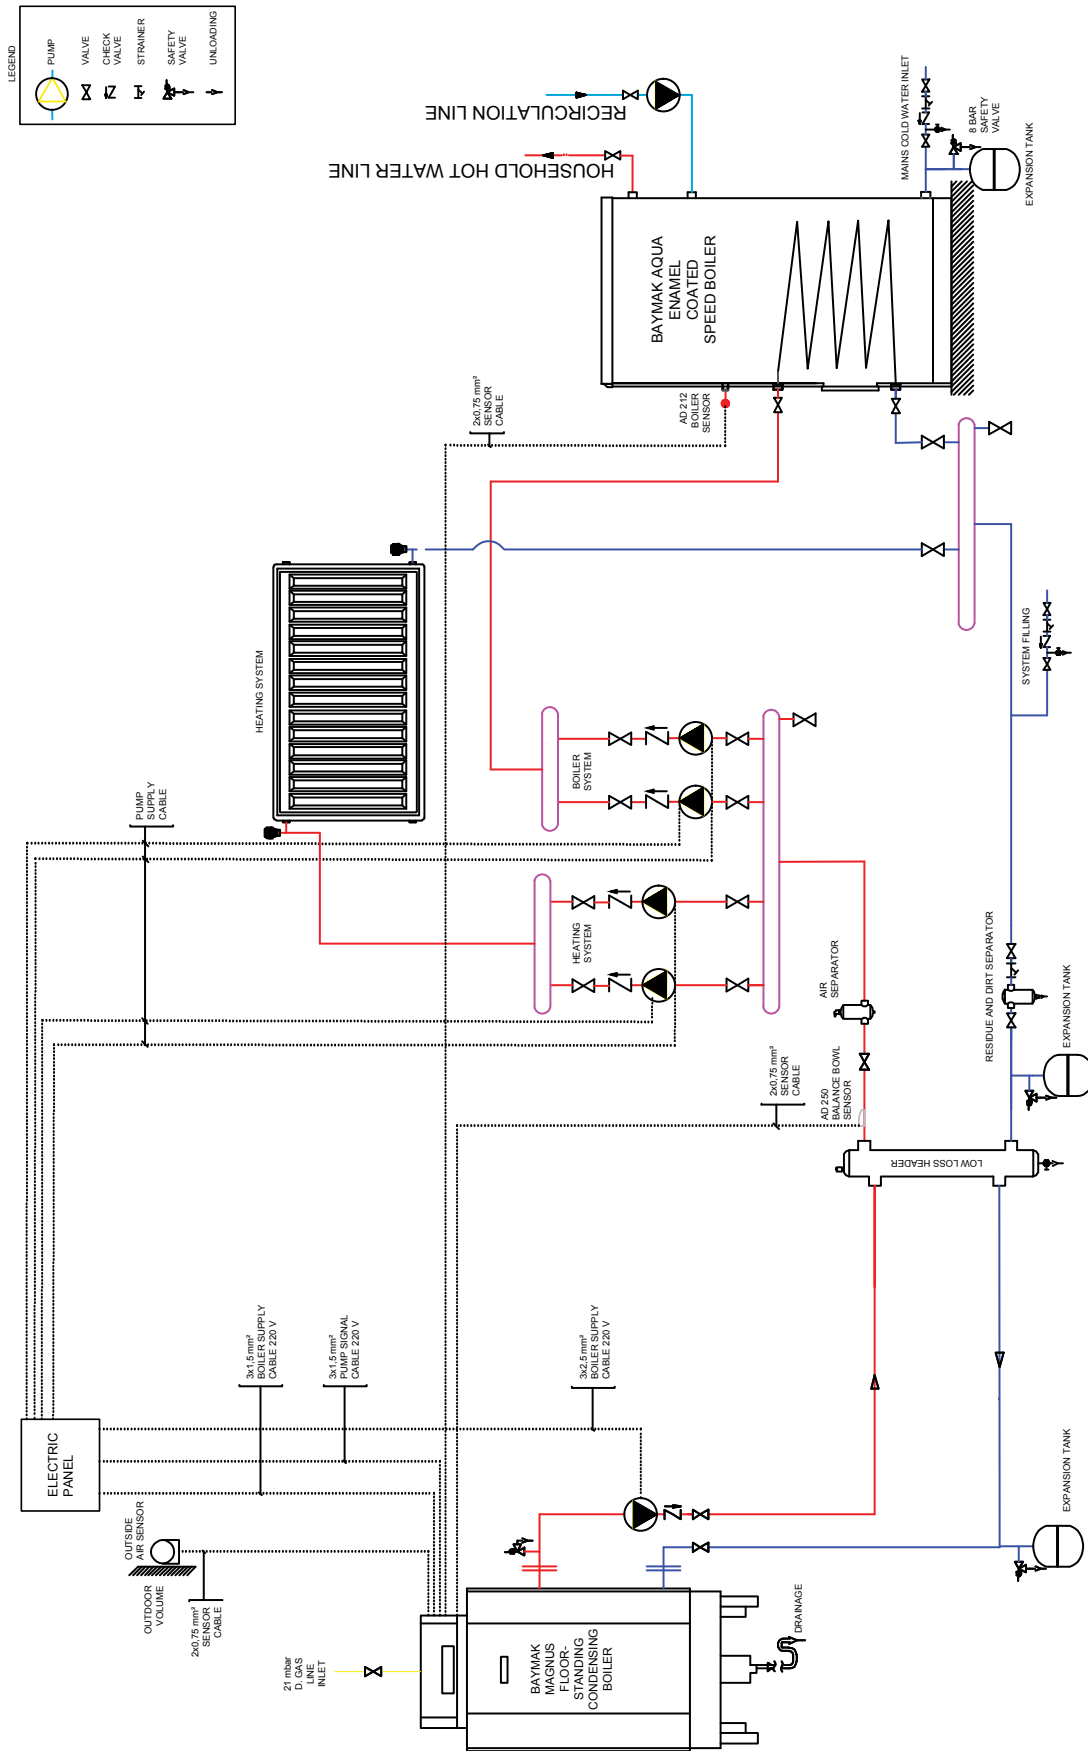 LEGEND
PUMP
VALVE
CHECK
VALVE
STRAINER
SAFETY
VALVE
UNLOADING
RECIRCULATION LINE
HOUSEHOLD HOT WATER LINE
MAINS COLD WATER INLET
8 BAR
SAFETY
VALVE
EXPANSION TANK
BAYMAK AQUA
ENAMEL
COATED
SPEED BOILER
2x0,75 mm²
SENSOR
CABLE
AD 212
BOILER
SENSOR
HEATING SYSTEM
SYSTEM FILLING
PUMP
SUPPLY
CABLE
BOILER
SYSTEM
HEATING
SYSTEM
AIR
SEPARATOR
RESIDUE AND DIRT SEPARATOR
EXPANSION TANK
2x0,75 mm²
SENSOR
CABLE
AD 250
BALANCE BOWL
SENSOR
LOW LOSS HEADER
3x1,5 mm²
BOILER SUPPLY
CABLE 220 V
3x1,5 mm²
PUMP SIGNAL
CABLE 220 V
3x2,5 mm²
BOILER SUPPLY
CABLE 220 V
ELECTRIC
PANEL
OUTSIDE
AIR SENSOR
OUTDOOR
VOLUME
2x0,75 mm²
SENSOR
CABLE
21 mbar
D. GAS
LINE
INLET
BAYMAK
MAGNUS
FLOOR-
STANDING
CONDENSING
BOILER
DRAINAGE
EXPANSION TANK